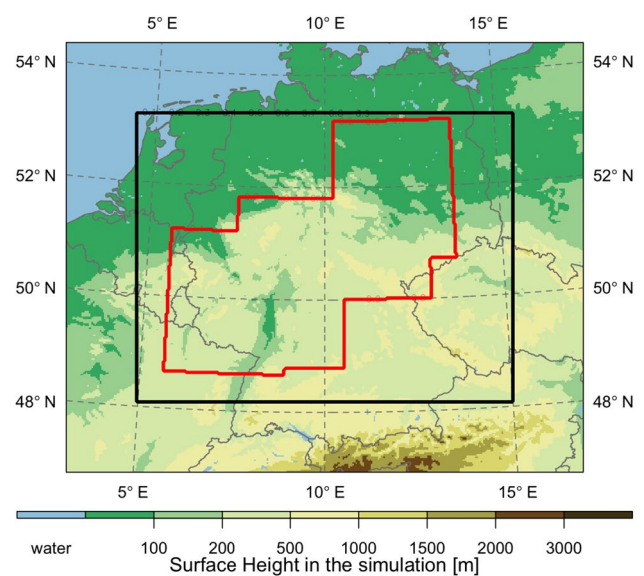 5° E 10° E 15° E
54° N 54° N
52° N 52° N
50° N 50° N
48° N 48° N
5° E 10° E 15° E
water 100 200 500 1000 1500 2000 3000
Surface Height in the simulation [m]